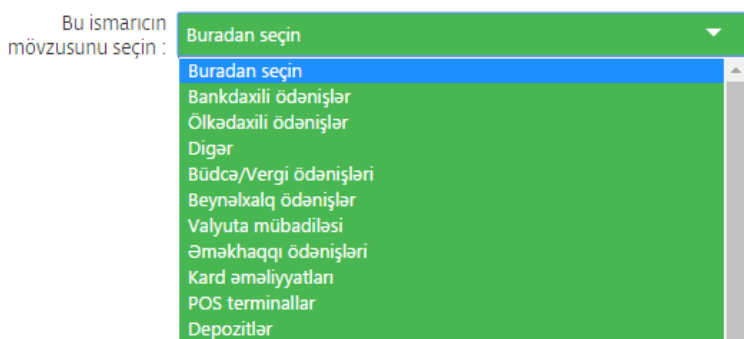 Bu ismarıcın
mövzusunu seçin :
Buradan seçin
Buradan seçin
Bankdaxili ödənişlər
Ölkədaxili ödənişlər
Digər
Büdcə/Vergi ödənişləri
Beynəlxalq ödənişlər
Valyuta mübadiləsi
Əməkhaqqı ödənişləri
Kard əməliyyatları
POS terminallar
Depozitlər